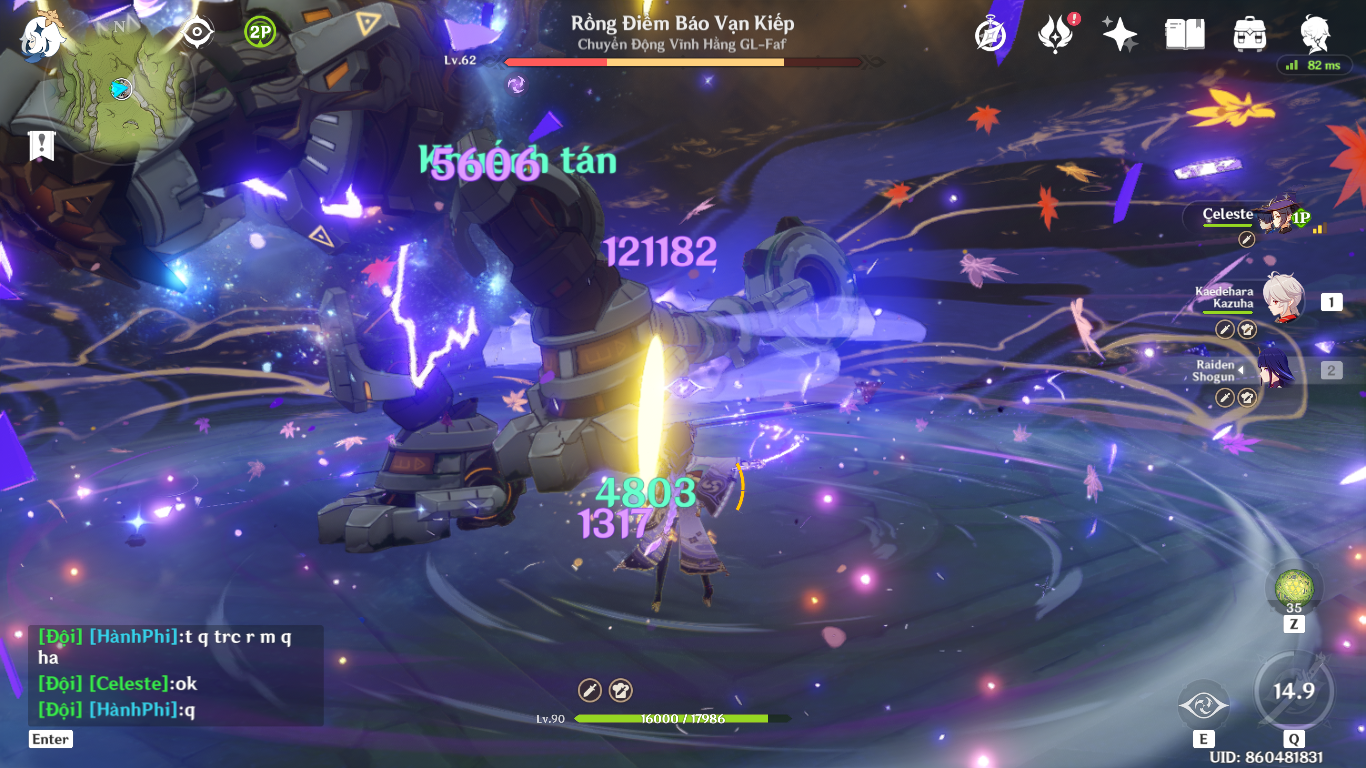 N
2P
Rồng Điềm Báo Vạn Kiếp
Chuyển Động Vĩnh Hằng GL-Faf
Lv.62
82 ms
tán
5606
121182
Celeste
1P
Kaedehara
Kazuha
1
Raiden
Shogun
2
4803
1317
35
Z
[Đội] [HànhPhi]:t q trc r m q
ha
[Đội] [Celeste]:ok
[Đội] [HànhPhi]:q
Enter
Lv.90
16000 / 17986
14.9
E
Q
UID: 860481831